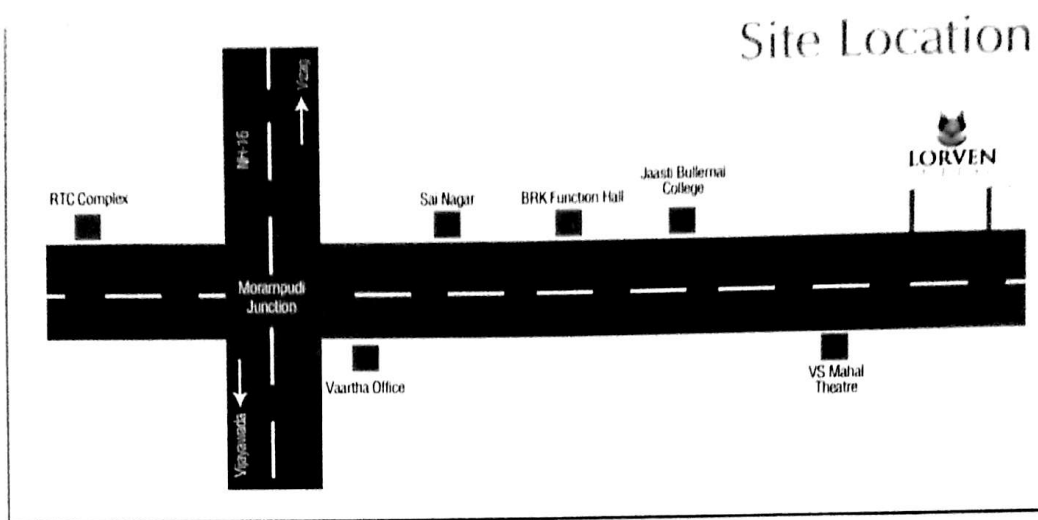 Site Location
Vizag
NH-16
LORVEN
Jaasti Bullemai
College
RTC Complex
Sai Nagar
BRK Function Hall
Morampudi
Junction
Vaartha Office
VS Mahal
Theatre
Vijayawada